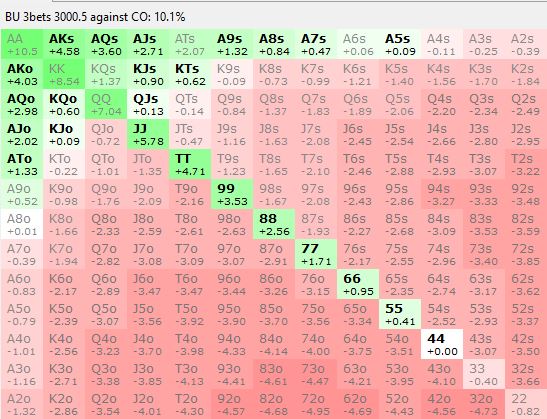 BU 3bets 3000.5 against CO: 10.1%
AA AKs AQs AJs ATs A9s A8s A7s A6s A5s A4s A3s A2s
+10.5 +4.58 +3.60 +2.71 +2.07 +1.32 +0.84 +0.47 +0.06 +0.09 -0.11 -0.25 -0.39
AKo KK KQs KJs KTs K9s K8s K7s K6s K5s K4s K3s K2s
+4.03 +8.54 +1.37 +0.90 +0.62 -0.09 -0.73 -0.99 -1.21 -1.40 -1.56 -1.70 -1.84
AQo KQo QQ QJs QTs Q9s Q8s Q7s Q6s Q5s Q4s Q3s Q2s
+2.98 +0.60 +7.04 +0.13 -0.14 -0.84 -1.37 -1.83 -1.89 -2.06 -2.20 -2.34 -2.49
AJo KJo QJo JJ JTs J9s J8s J7s J6s J5s J4s J3s J2s
+2.02 +0.09 -0.72 +5.78 -0.47 -1.16 -1.63 -2.08 -2.45 -2.54 -2.66 -2.80 -2.95
ATo KTo QTo JTo TT T9s T8s T7s T6s T5s T4s T3s T2s
+1.33 -0.22 -1.01 -1.35 +4.71 -1.23 -1.65 -2.10 -2.46 -2.88 -2.93 -3.07 -3.22
A9o K9o Q9o J9o T9o 99 98s 97s 96s 95s 94s 93s 92s
+0.52 -0.98 -1.76 -2.09 -2.16 +3.53 -1.67 -2.08 -2.43 -2.86 -3.27 -3.33 -3.48
A8o K8o Q8o J8o T8o 98o 88 87s 86s 85s 84s 83s 82s
+0.01 -1.66 -2.33 -2.59 -2.61 -2.63 +2.56 -1.93 -2.27 -2.68 -3.09 -3.53 -3.59
A7o K7o Q7o J7o T7o 97o 87o 77 76s 75s 74s 73s 72s
-0.39 -1.94 -2.82 -3.08 -3.09 -3.07 -2.91 +1.71 -2.17 -2.55 -2.96 -3.40 -3.85
A6o K6o Q6o J6o T6o 96o 86o 76o 66 65s 64s 63s 62s
-0.83 -2.17 -2.89 -3.47 -3.47 -3.44 -3.26 -3.15 +0.95 -2.35 -2.74 -3.17 -3.62
A5o K5o Q5o J5o T5o 95o 85o 75o 65o 55 54s 53s 52s
-0.79 -2.39 -3.07 -3.56 -3.92 -3.90 -3.70 -3.56 -3.34 +0.41 -2.52 -2.93 -3.37
A4o K4o Q4o J4o T4o 94o 84o 74o 64o 54o 44 43s 42s
-1.01 -2.56 -3.23 -3.70 -3.98 -4.33 -4.14 -4.00 -3.75 -3.51 +0.00 -3.07 -3.50
A3o K3o Q3o J3o T3o 93o 83o 73o 63o 53o 43o 33 32s
-1.16 -2.71 -3.38 -3.85 -4.13 -4.41 -4.61 -4.47 -4.21 -3.95 -4.10 -0.40 -3.66
A2o K2o Q2o J2o T2o 92o 82o 72o 62o 52o 42o 32o 22
-1.32 -2.86 -3.54 -4.01 -4.30 -4.57 -4.68 -4.95 -4.69 -4.43 -4.56 -4.73 -0.82